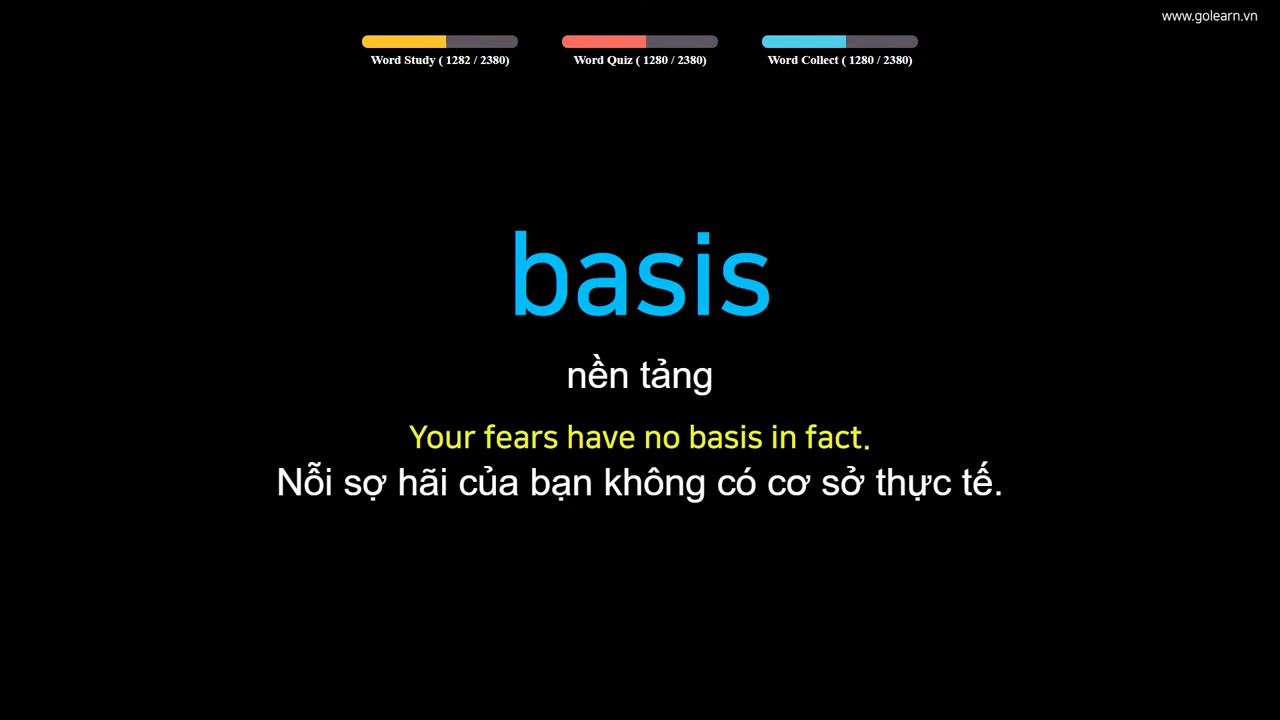 www.golearn.vn
Word Study ( 1282 / 2380)
Word Quiz ( 1280 / 2380)
Word Collect ( 1280 / 2380)
basis
nền tảng
Your fears have no basis in fact.
Nỗi sợ hãi của bạn không có cơ sở thực tế.